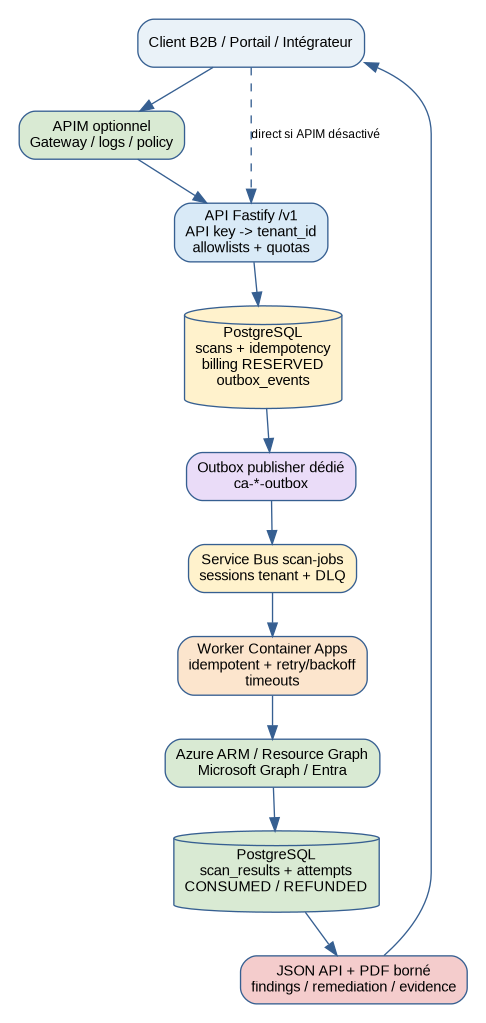 Client B2B / Portail / Intégrateur
APIM optionnel
Gateway / logs / policy
direct si APIM désactivé
API Fastify /v1
API key -> tenant_id
allowlists + quotas
PostgreSQL
scans + idempotency
billing RESERVED
outbox_events
Outbox publisher dédié
ca-*-outbox
Service Bus scan-jobs
sessions tenant + DLQ
Worker Container Apps
idempotent + retry/backoff
timeouts
Azure ARM / Resource Graph
Microsoft Graph / Entra
PostgreSQL
scan_results + attempts
CONSUMED / REFUNDED
JSON API + PDF borné
findings / remediation / evidence